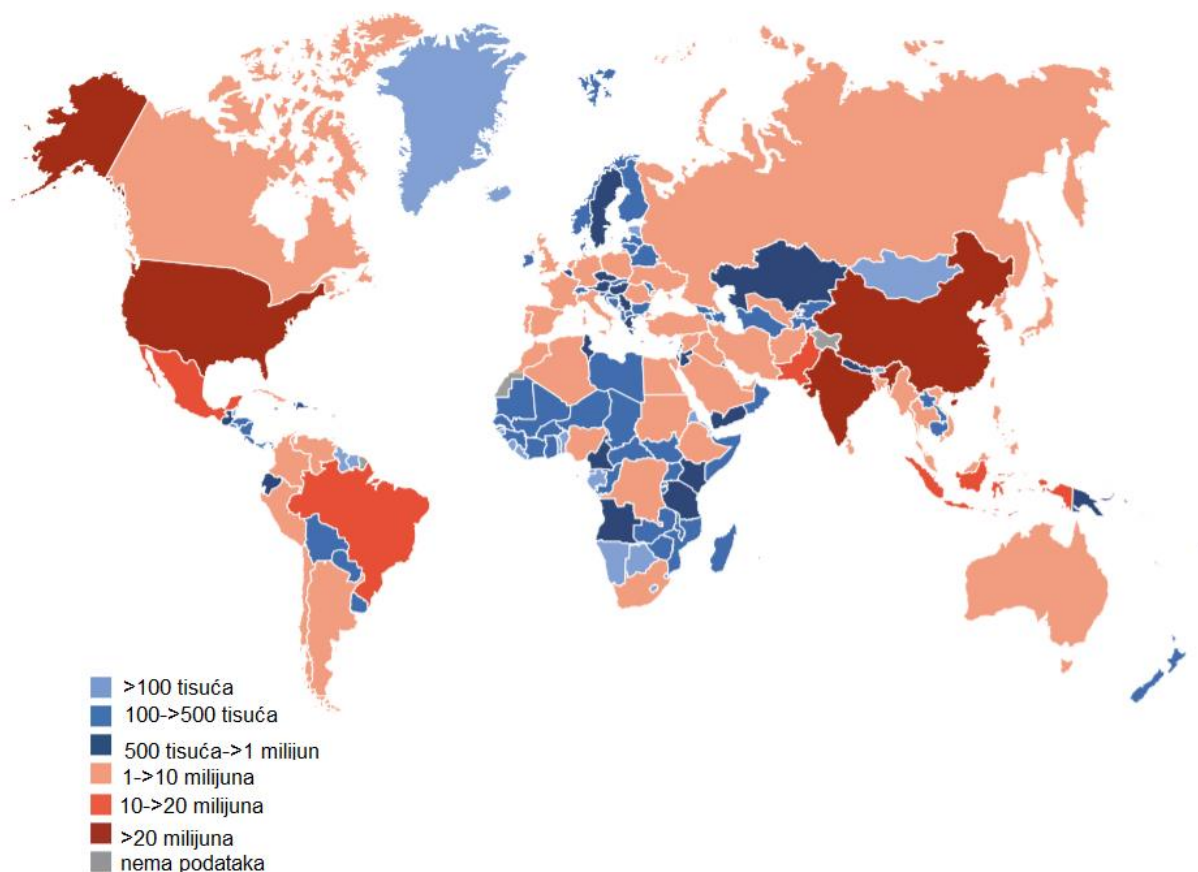 >100 tisuća
100->500 tisuća
500 tisuća->1 milijun
1->10 milijuna
10->20 milijuna
>20 milijuna
nema podataka